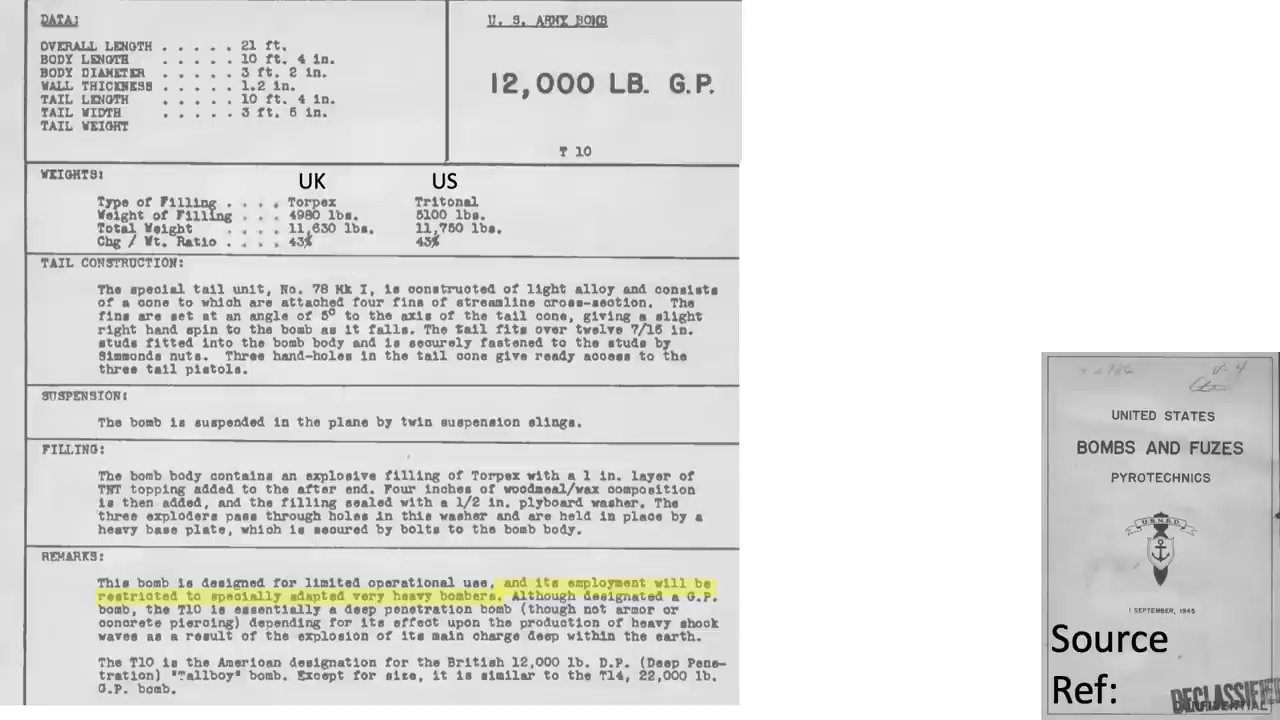 DATA:
OVERALL LENGTH . . . . . 21 ft.
BODY LENGTH . . . . . 10 ft. 4 in.
BODY DIAMETER . . . . . 3 ft. 2 in.
WALL THICKNESS . . . . . 1.2 in.
TAIL LENGTH . . . . . 10 ft. 4 in.
TAIL WIDTH . . . . . 3 ft. 6 in.
TAIL WEIGHT
U. S. ARMY BOMB
12,000 LB. G.P.
T 10
WEIGHTS:
UK US
Type of Filling . . . . Torpex Tritonal
Weight of Filling . . . 4980 lbs. 5100 lbs.
Total Weight . . . . 11,630 lbs. 11,750 lbs.
Chg / Wt. Ratio . . . . 43% 43%
TAIL CONSTRUCTION:
The special tail unit, No. 78 Mk I, is constructed of light alloy and consists
of a cone to which are attached four fins of streamline cross-section. The
fins are set at an angle of 5° to the axis of the tail cone, giving a slight
right hand spin to the bomb as it falls. The tail fits over twelve 7/16 in.
studs fitted into the bomb body and is securely fastened to the studs by
Simmonds nuts. Three hand-holes in the tail cone give ready access to the
three tail pistols.
SUSPENSION:
The bomb is suspended in the plane by twin suspension slings.
FILLING:
The bomb body contains an explosive filling of Torpex with a 1 in. layer of
TNT topping added to the after end. Four inches of woodmeal/wax composition
is then added, and the filling sealed with a 1/2 in. plyboard washer. The
three exploders pass through holes in this washer and are held in place by a
heavy base plate, which is secured by bolts to the bomb body.
REMARKS:
This bomb is designed for limited operational use, and its employment will be
restricted to specially adapted very heavy bombers. Although designated a G.P.
bomb, the T10 is essentially a deep penetration bomb (though not armor or
concrete piercing) depending for its effect upon the production of heavy shock
waves as a result of the explosion of its main charge deep within the earth.
The T10 is the American designation for the British 12,000 lb. D.P. (Deep Pene-
tration) "Tallboy" bomb. Except for size, it is similar to the T14, 22,000 lb.
G.P. bomb.
V-4
UNITED STATES
BOMBS AND FUZES
PYROTECHNICS
U.S.N.B.D.
1 SEPTEMBER, 1945
Source
Ref:
DECLASSIFIE